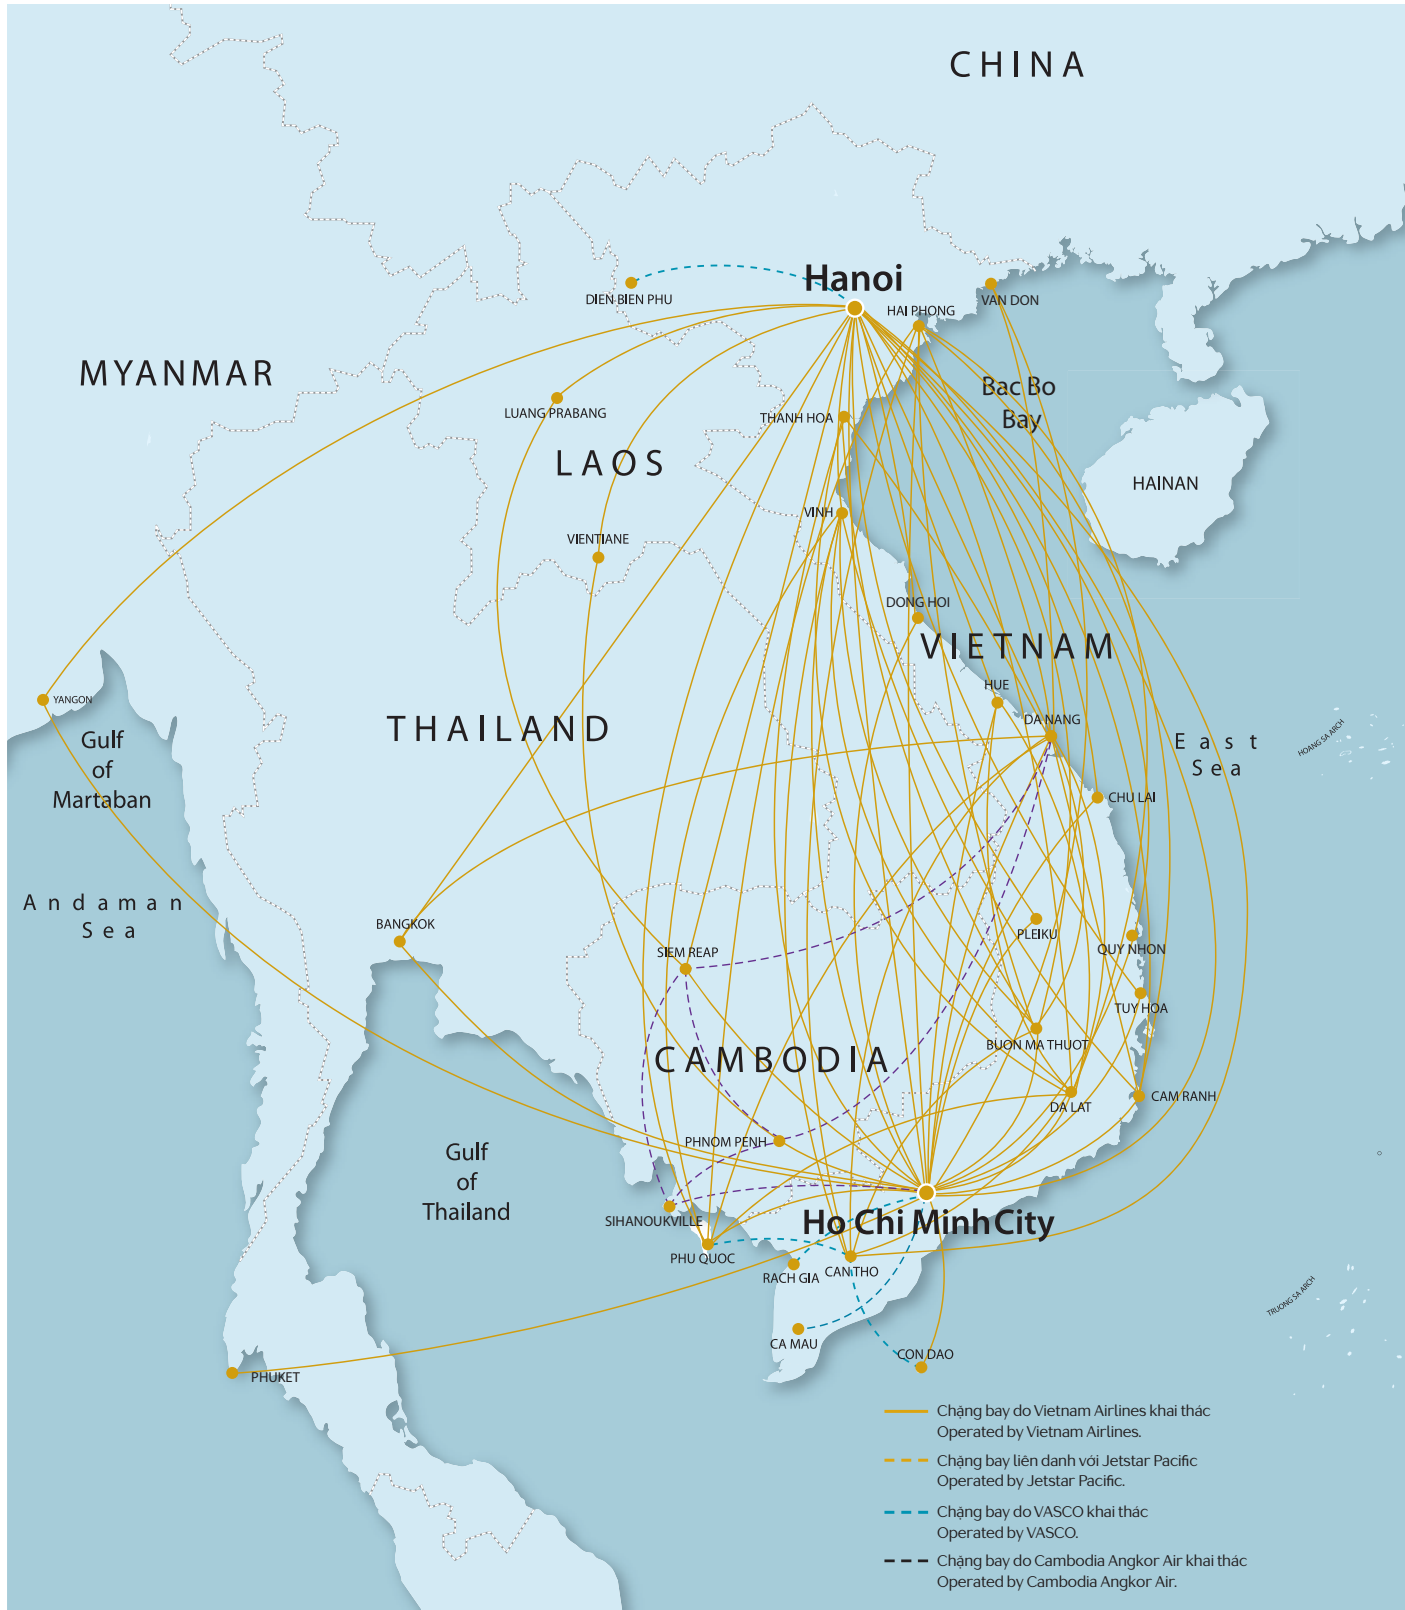 CHINA
Hanoi
DIEN BIEN PHU
VAN DON
HAI PHONG
MYANMAR
Bac Bo
Bay
LUANG PRABANG
THANH HOA
LAOS
HAINAN
VINH
VIENTIANE
DONG HOI
VIETNAM
HUE
YANGON
DA NANG
THAILAND
HOANG SA ARCH
East
Sea
Gulf
of
Martaban
CHU LAI
Andaman
Sea
BANGKOK
PLEIKU
SIEM REAP
QUY NHON
TUY HOA
BUON MA THUOT
CAMBODIA
DA LAT
CAM RANH
PHNOM PENH
Gulf
of
Thailand
SIHANOUKVILLE
Ho Chi Minh City
PHU QUOC
RACH GIA
CAN THO
TRUONG SA ARCH
CA MAU
CON DAO
PHUKET
Chặng bay do Vietnam Airlines khai thác
Operated by Vietnam Airlines.
Chặng bay liên danh với Jetstar Pacific
Operated by Jetstar Pacific.
Chặng bay do VASCO khai thác
Operated by VASCO.
Chặng bay do Cambodia Angkor Air khai thác
Operated by Cambodia Angkor Air.